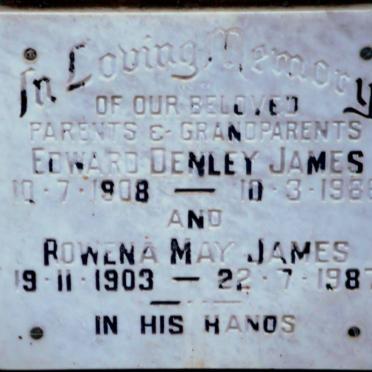 In Loving Memory
OF OUR BELOVED
PARENTS & GRANDPARENTS
EDWARD DENLEY JAMES
10·7·1908 — 10·3·1988
AND
ROWENA MAY JAMES
19·11·1903 — 22·7·1987
IN HIS HANDS